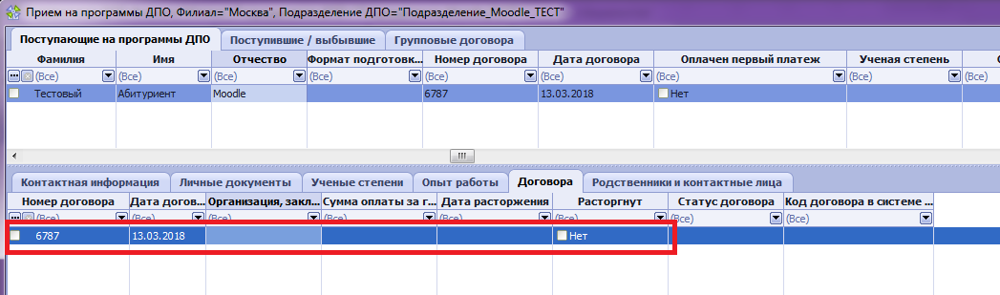 Прием на программы ДПО, Филиал="Москва", Подразделение ДПО="Подразделение_Moodle_ТЕСТ"
Поступающие на программы ДПО Поступившие / выбывшие Групповые договора
Фамилия Имя Отчество Формат подготовк... Номер договора Дата договора Оплачен первый платеж Ученая степень
(Все) (Все) (Все) (Все) (Все) (Все) (Все) (Все)
Тестовый Абитуриент Moodle 6787 13.03.2018 Нет
Контактная информация Личные документы Ученые степени Опыт работы Договора Родственники и контактные лица
Номер договора Дата догов... Организация, закл... Сумма оплаты за г... Дата расторжения Расторгнут Статус договора Код договора в системе ...
(Все) (Все) (Все) (Все) (Все) (Все) (Все) (Все)
6787 13.03.2018 Нет